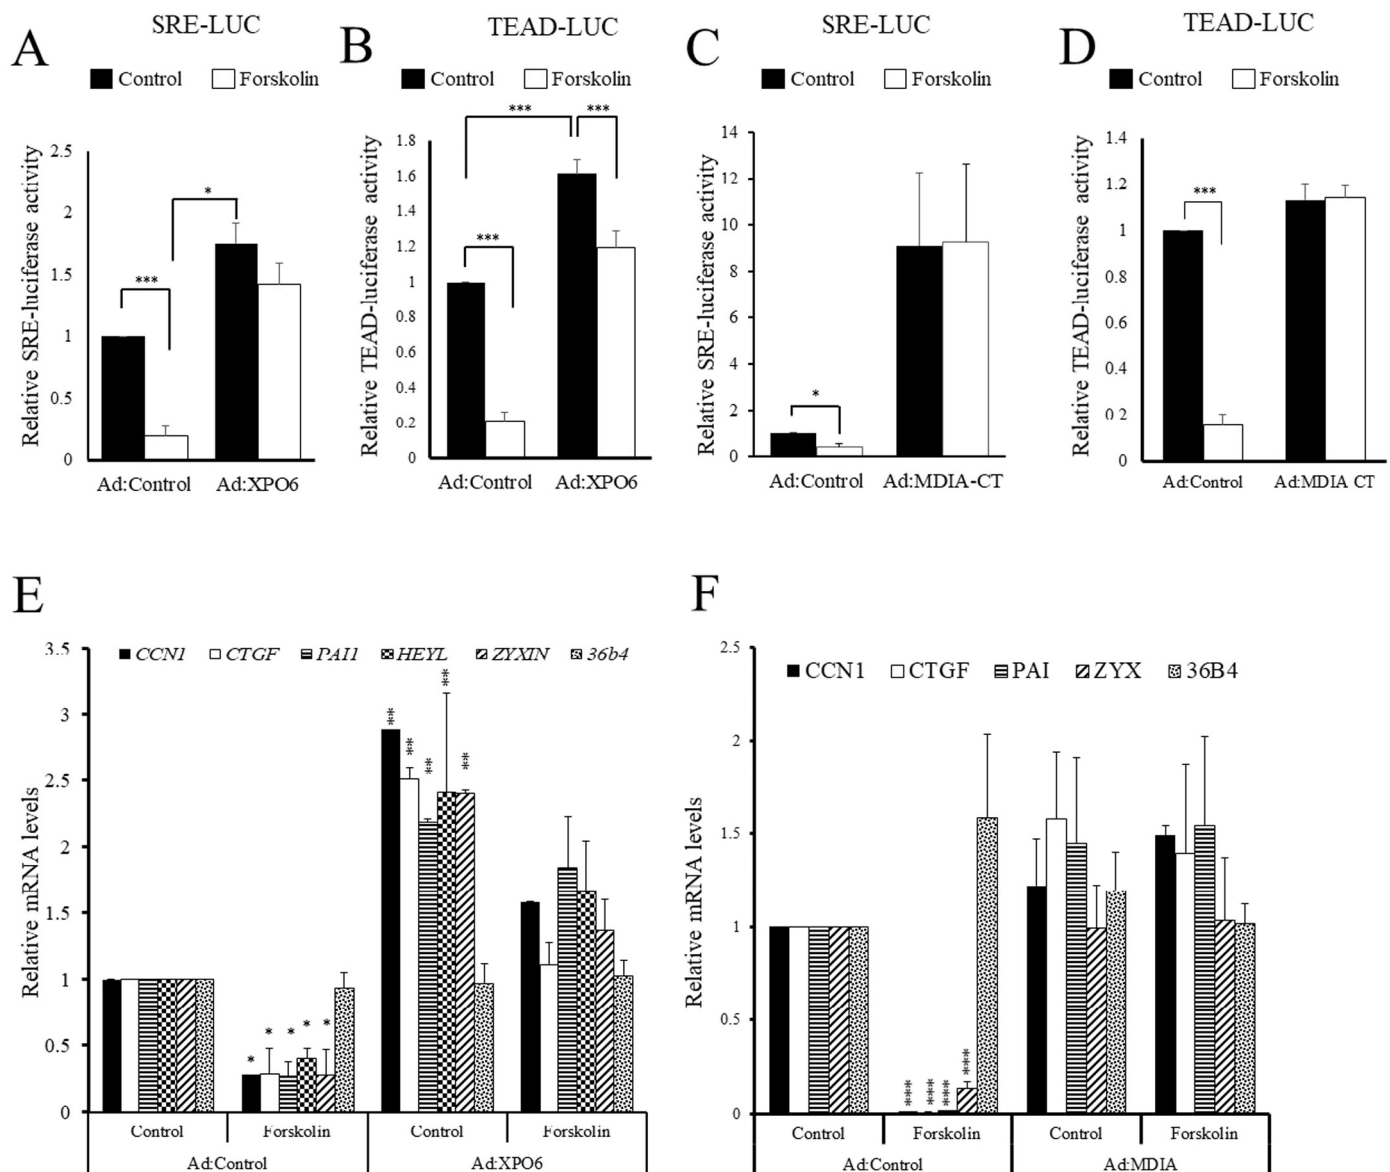 A
SRE-LUC
Control Forskolin
Relative SRE-luciferase activity
2.5
2
1.5
1
0.5
0
***
*
Ad:Control Ad:XPO6
B
TEAD-LUC
Control Forskolin
Relative TEAD-luciferase activity
1.8
1.6
1.4
1.2
1
0.8
0.6
0.4
0.2
0
***
***
***
Ad:Control Ad:XPO6
C
SRE-LUC
Control Forskolin
Relative SRE-luciferase activity
14
12
10
8
6
4
2
0
*
Ad:Control Ad:MDIA-CT
D
TEAD-LUC
Control Forskolin
Relative TEAD-luciferase activity
1.4
1.2
1
0.8
0.6
0.4
0.2
0
***
Ad:Control Ad:MDIA CT
E
CCN1 CTGF PAI1 HEYL ZYXIN 36b4
Relative mRNA levels
3.5
3
2.5
2
1.5
1
0.5
0
* * * * *
*** *** ** *** **
Control Forskolin Control Forskolin
Ad:Control Ad:XPO6
F
CCN1 CTGF PAI ZYX 36B4
Relative mRNA levels
2.5
2
1.5
1
0.5
0
*** *** *** ***
Control Forskolin Control Forskolin
Ad:Control Ad:MDIA